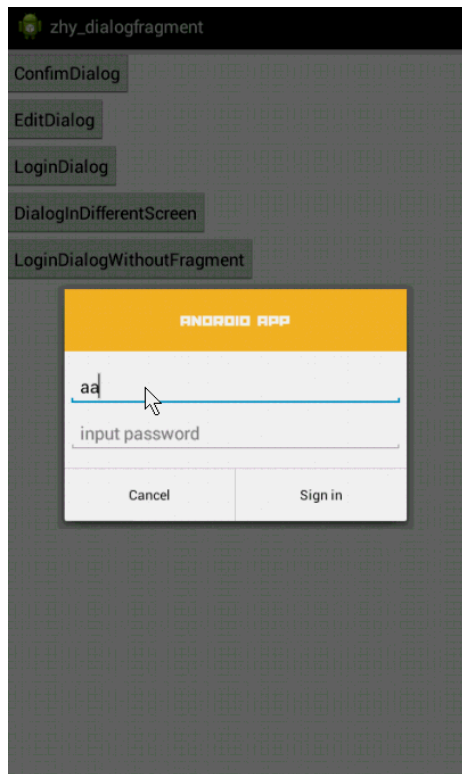 zhy_dialogfragment
ConfimDialog
EditDialog
LoginDialog
DialogInDifferentScreen
LoginDialogWithoutFragment
ANDROID APP
aa
input password
Cancel
Sign in